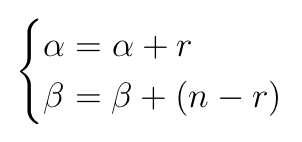 α = α + r
β = β + (n − r)